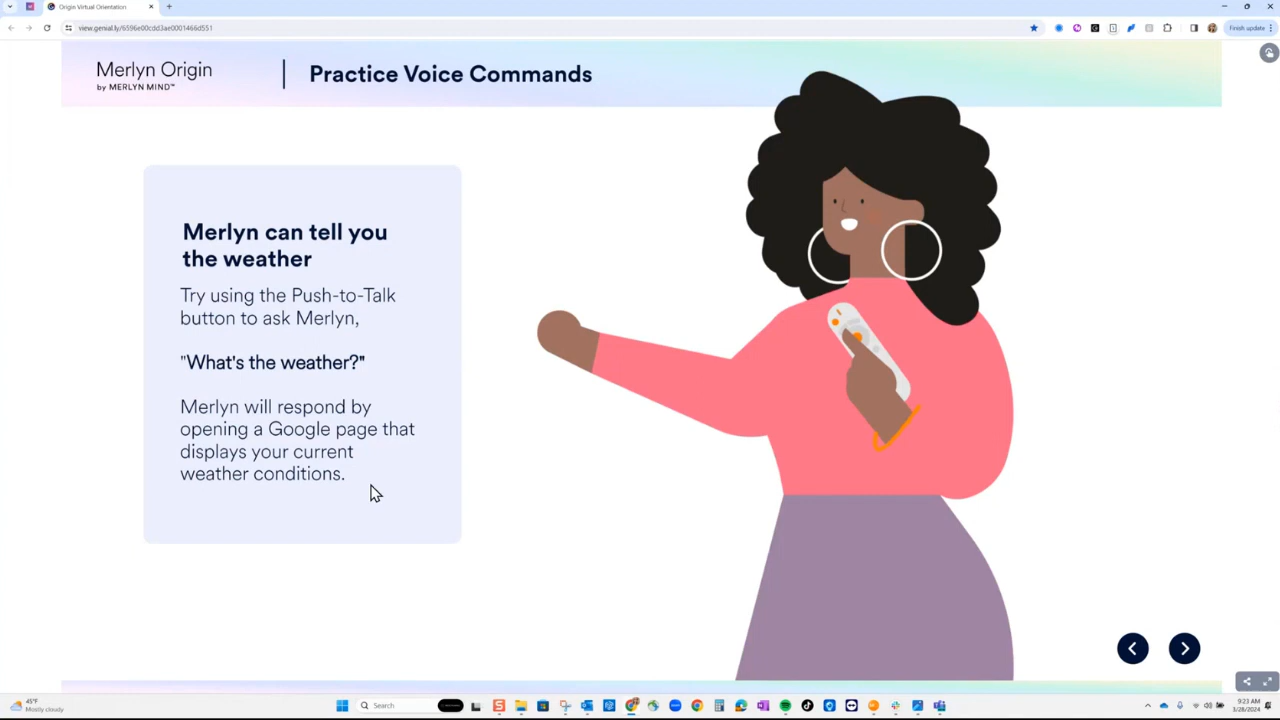 Origin Virtual Orientation
view.genial.ly/6596e00cdd3ae0001466d551
Finish update
Merlyn Origin
by MERLYN MIND™
Practice Voice Commands
Merlyn can tell you
the weather
Try using the Push-to-Talk
button to ask Merlyn,
"What's the weather?"
Merlyn will respond by
opening a Google page that
displays your current
weather conditions.
45°F
Mostly cloudy
Search
9:23 AM
3/28/2024